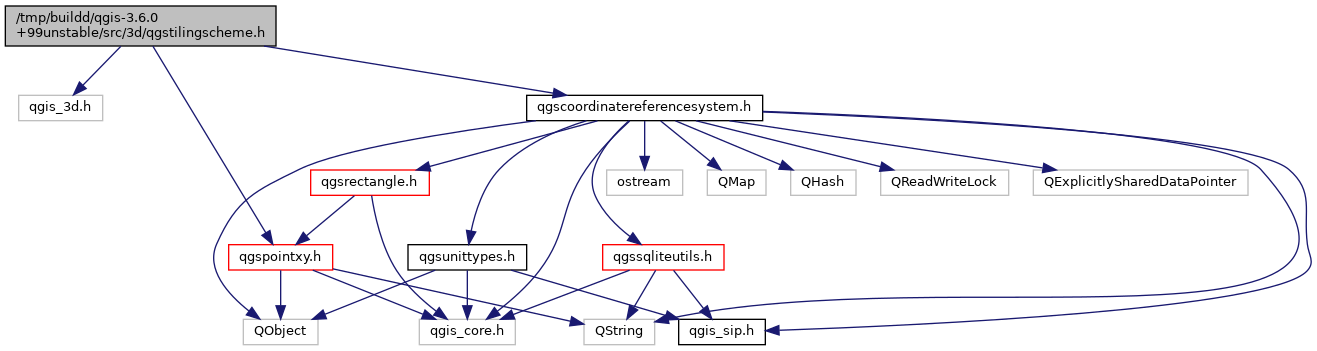 /tmp/buildd/qgis-3.6.0
+99unstable/src/3d/qgstilingscheme.h
qgis_3d.h
qgscoordinatereferencesystem.h
qgsrectangle.h
ostream
QMap
QHash
QReadWriteLock
QExplicitlySharedDataPointer
qgspointxy.h
qgsunittypes.h
qgssqliteutils.h
QObject
qgis_core.h
QString
qgis_sip.h